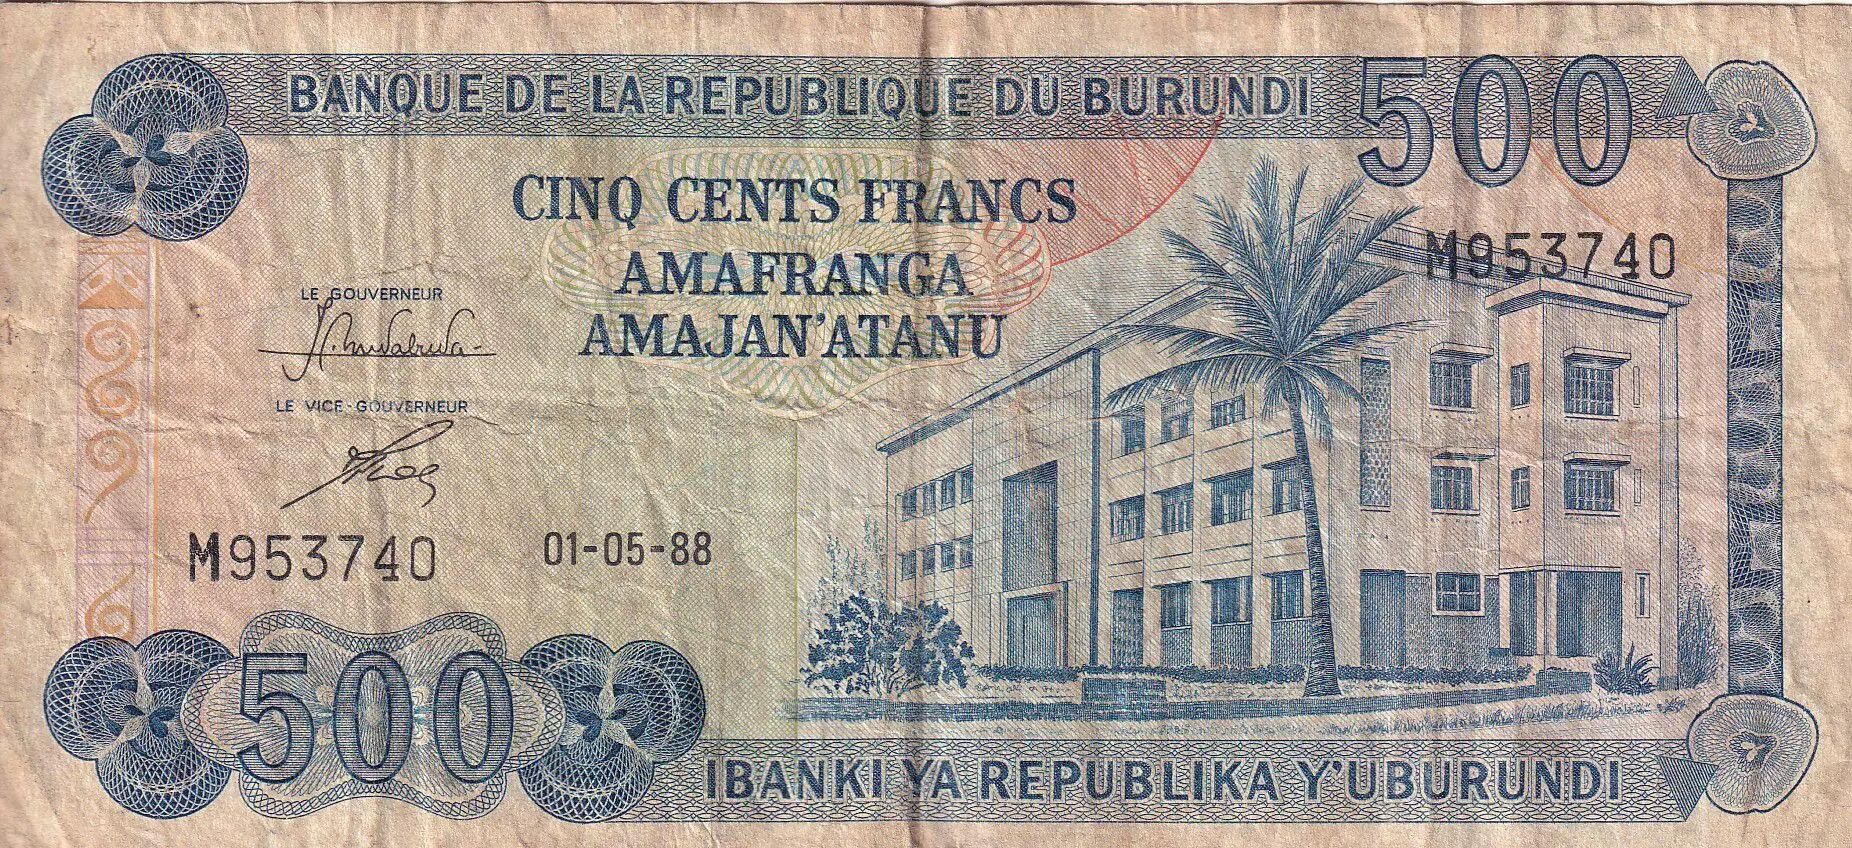 BANQUE DE LA REPUBLIQUE DU BURUNDI 500
CINQ CENTS FRANCS
AMAFRANGA
AMAJAN'ATANU
M953740
LE GOUVERNEUR
LE VICE-GOUVERNEUR
M953740 01-05-88
500
IBANKI YA REPUBLIKA Y'UBURUNDI